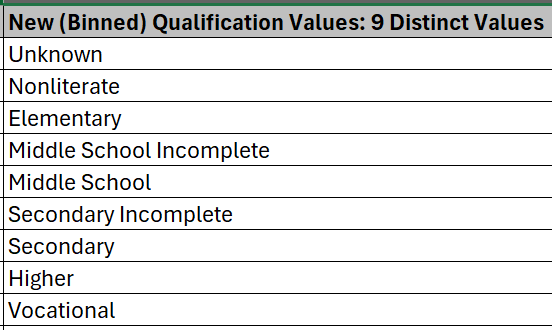 New (Binned) Qualification Values: 9 Distinct Values
Unknown
Nonliterate
Elementary
Middle School Incomplete
Middle School
Secondary Incomplete
Secondary
Higher
Vocational